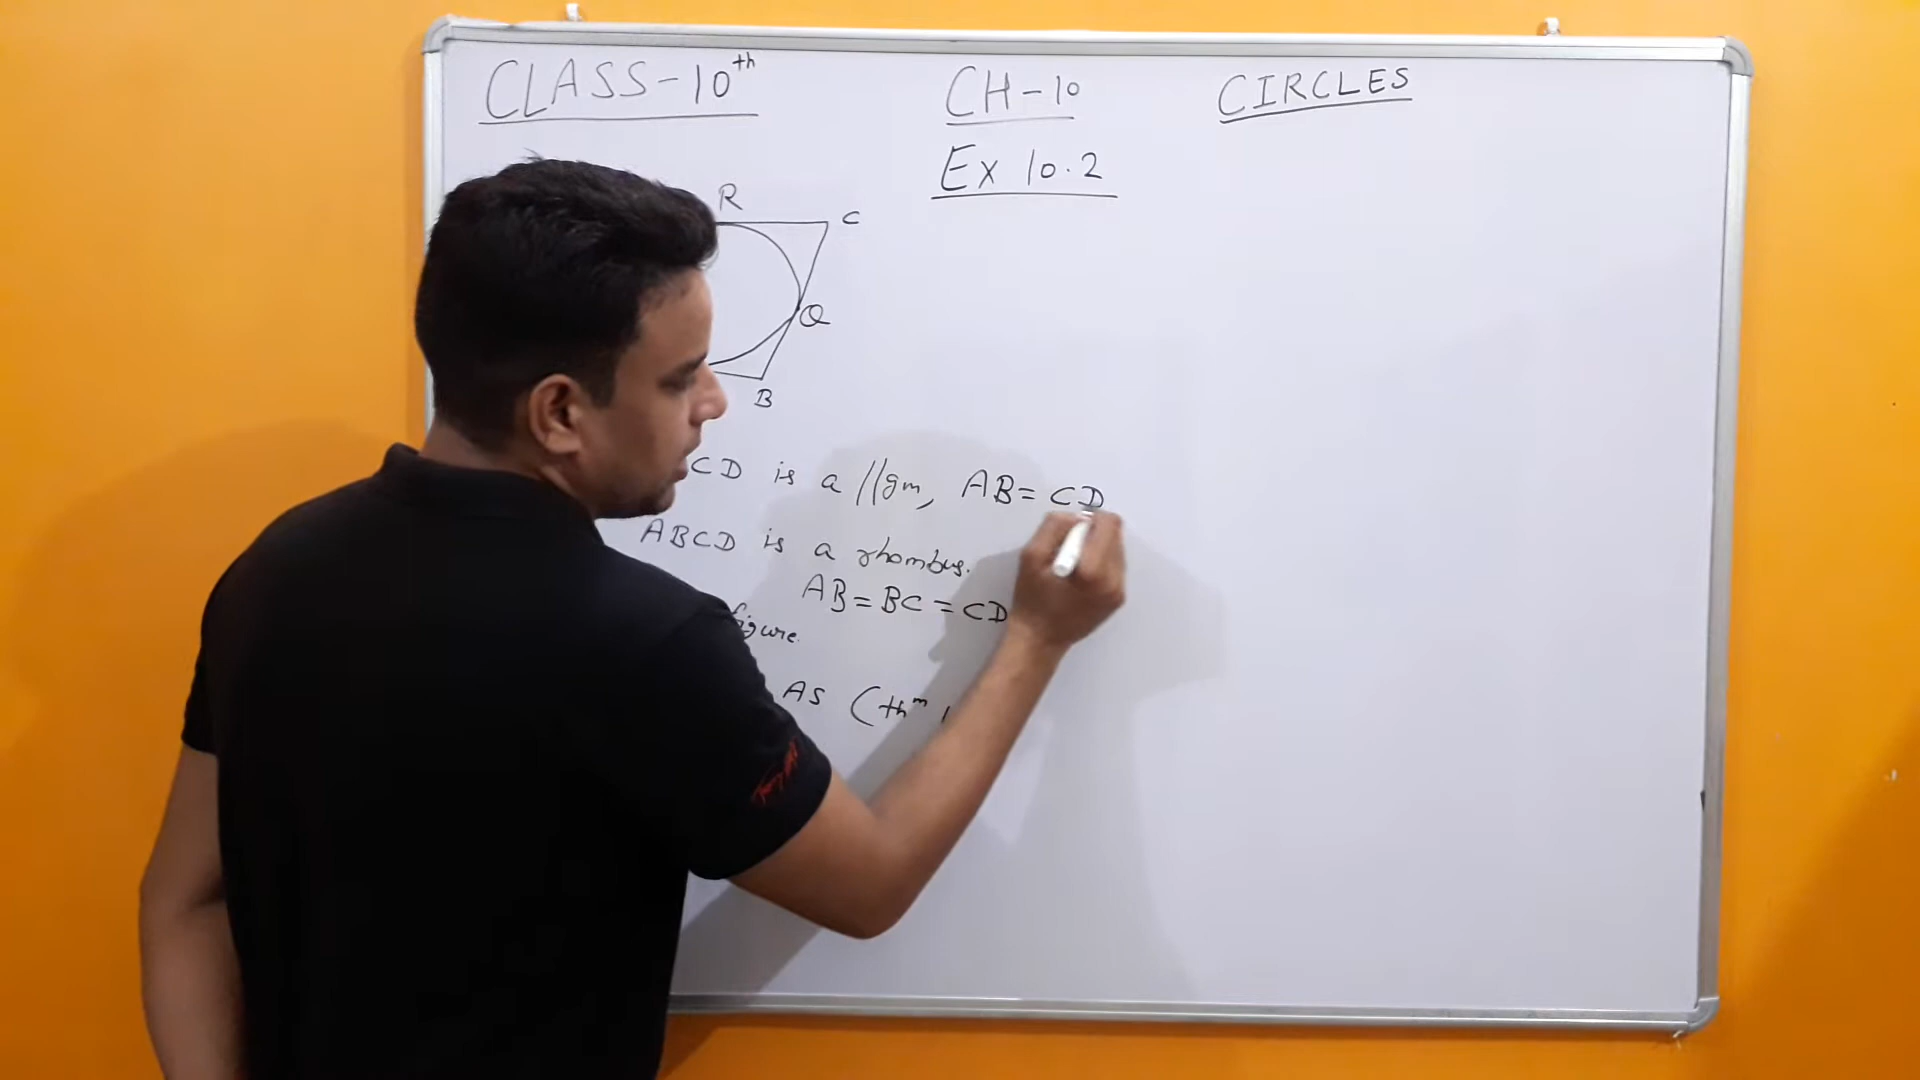 CLASS-10th CH-10 CIRCLES
Ex 10.2
R
C
Q
B
CD is a //gm, AB = CD
ABCD is a rhombus.
AB = BC = CD
figure.
AS (thm